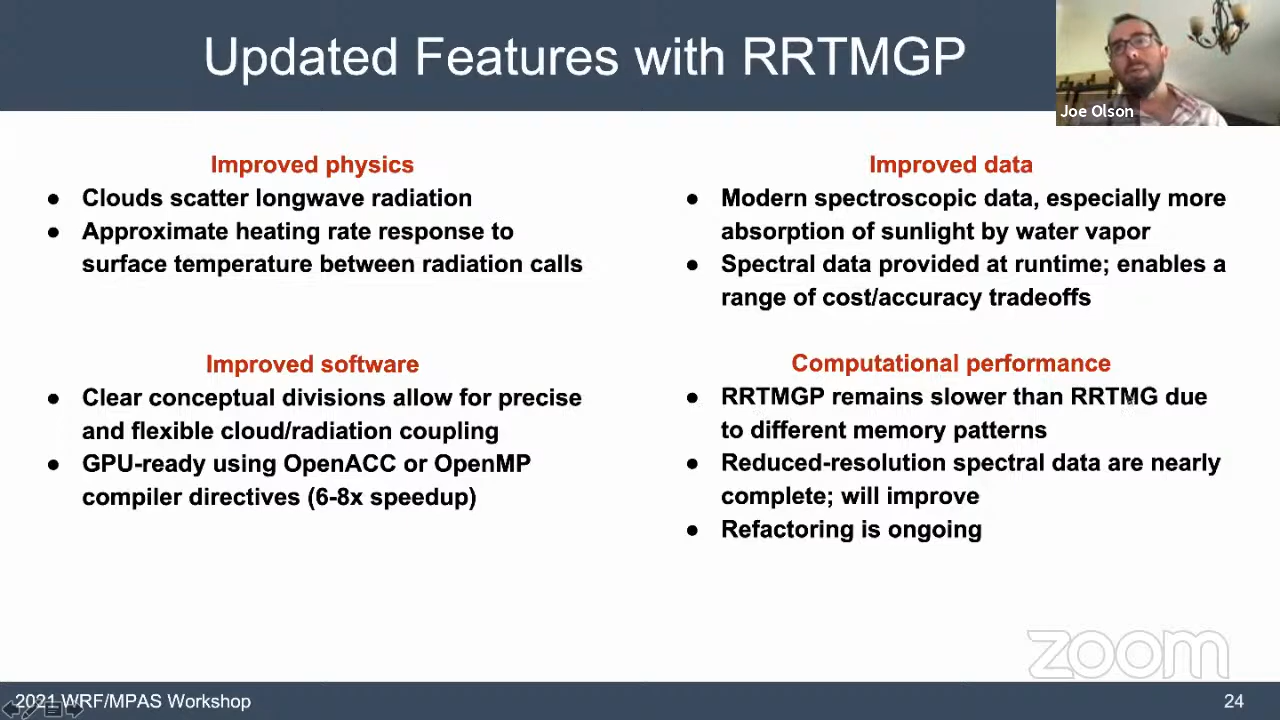 Updated Features with RRTMGP
Joe Olson
Improved physics
● Clouds scatter longwave radiation
● Approximate heating rate response to
surface temperature between radiation calls
Improved data
● Modern spectroscopic data, especially more
absorption of sunlight by water vapor
● Spectral data provided at runtime; enables a
range of cost/accuracy tradeoffs
Improved software
● Clear conceptual divisions allow for precise
and flexible cloud/radiation coupling
● GPU-ready using OpenACC or OpenMP
compiler directives (6-8x speedup)
Computational performance
● RRTMGP remains slower than RRTMG due
to different memory patterns
● Reduced-resolution spectral data are nearly
complete; will improve
● Refactoring is ongoing
zoom
2021 WRF/MPAS Workshop
24